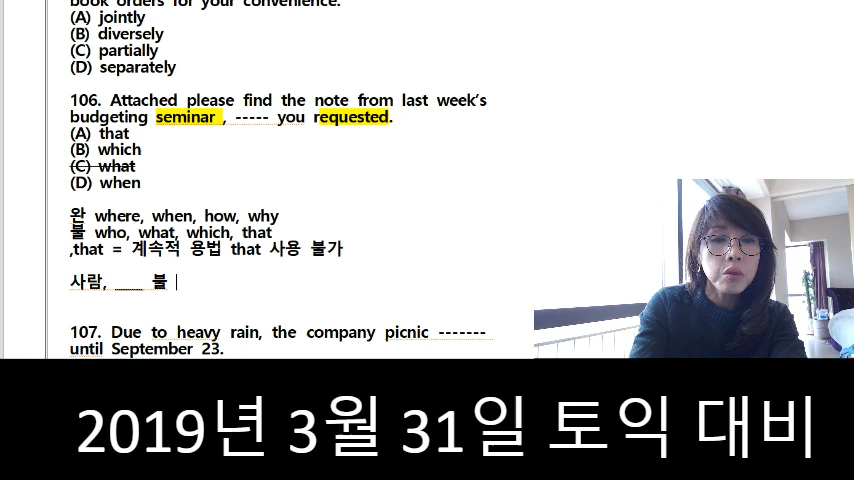 book orders for your convenience.
(A) jointly
(B) diversely
(C) partially
(D) separately
106. Attached please find the note from last week's
budgeting seminar , ----- you requested.
(A) that
(B) which
(C) what
(D) when
완 where, when, how, why
불 who, what, which, that
,that = 계속적 용법 that 사용 불가
사람, ____ 불
107. Due to heavy rain, the company picnic -------
until September 23.
2019년 3월 31일 토익 대비